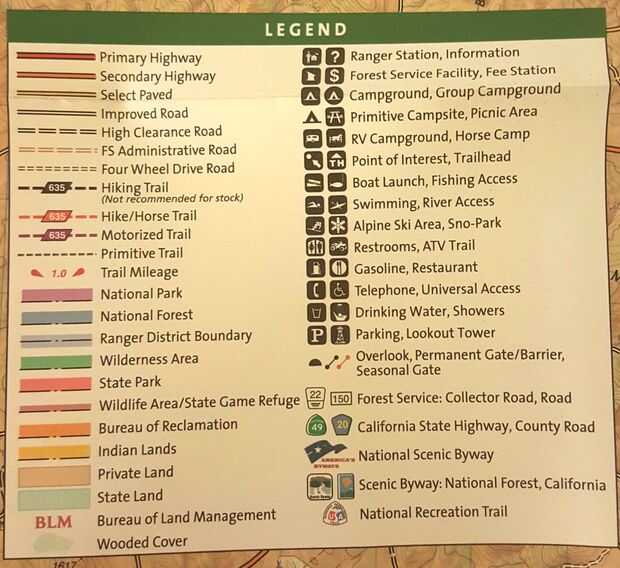 LEGEND
Primary Highway
Secondary Highway
Select Paved
Improved Road
High Clearance Road
FS Administrative Road
Four Wheel Drive Road
635 Hiking Trail
(Not recommended for stock)
635 Hike/Horse Trail
635 Motorized Trail
Primitive Trail
1.0 Trail Mileage
National Park
National Forest
Ranger District Boundary
Wilderness Area
State Park
Wildlife Area/State Game Refuge
Bureau of Reclamation
Indian Lands
Private Land
State Land
BLM Bureau of Land Management
Wooded Cover
? Ranger Station, Information
$ Forest Service Facility, Fee Station
Campground, Group Campground
Primitive Campsite, Picnic Area
RV Campground, Horse Camp
TH Point of Interest, Trailhead
Boat Launch, Fishing Access
Swimming, River Access
Alpine Ski Area, Sno-Park
Restrooms, ATV Trail
Gasoline, Restaurant
Telephone, Universal Access
Drinking Water, Showers
P Parking, Lookout Tower
Overlook, Permanent Gate/Barrier,
Seasonal Gate
22 150 Forest Service: Collector Road, Road
49 20 California State Highway, County Road
AMERICA'S
BYWAYS
National Scenic Byway
Scenic Byway: National Forest, California
National Recreation Trail
1617